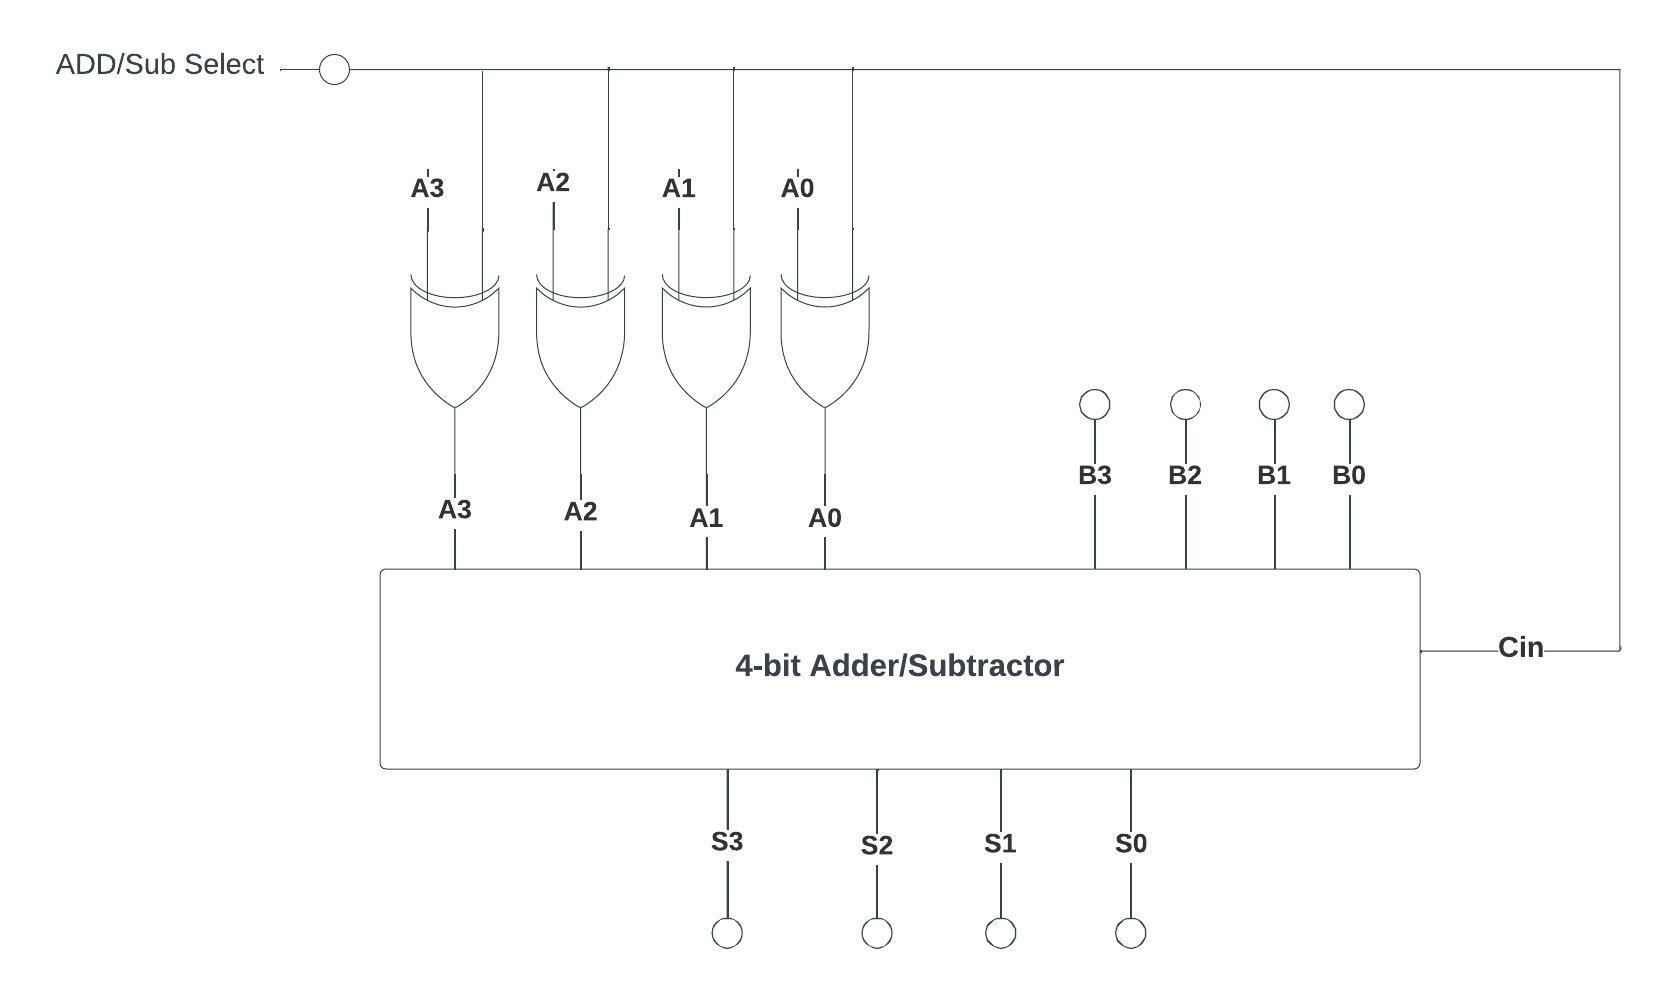 ADD/Sub Select
A3 A2 A1 A0
B3 B2 B1 B0
A3 A2 A1 A0
4-bit Adder/Subtractor
Cin
S3 S2 S1 S0